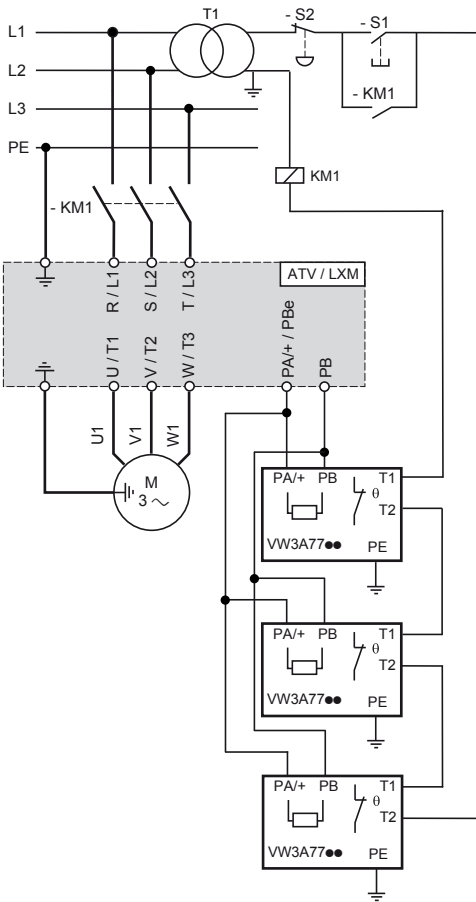 T1
- S2
- S1
L1
L2
L3
PE
- KM1
KM1
- KM1
ATV / LXM
R / L1
S / L2
T / L3
PA/+ / PBe
U / T1
V / T2
W / T3
PB
U1
V1
W1
M
3 ~
PA/+ PB T1
θ
T2
VW3A77●● PE
PA/+ PB T1
θ
T2
VW3A77●● PE
PA/+ PB T1
θ
T2
VW3A77●● PE